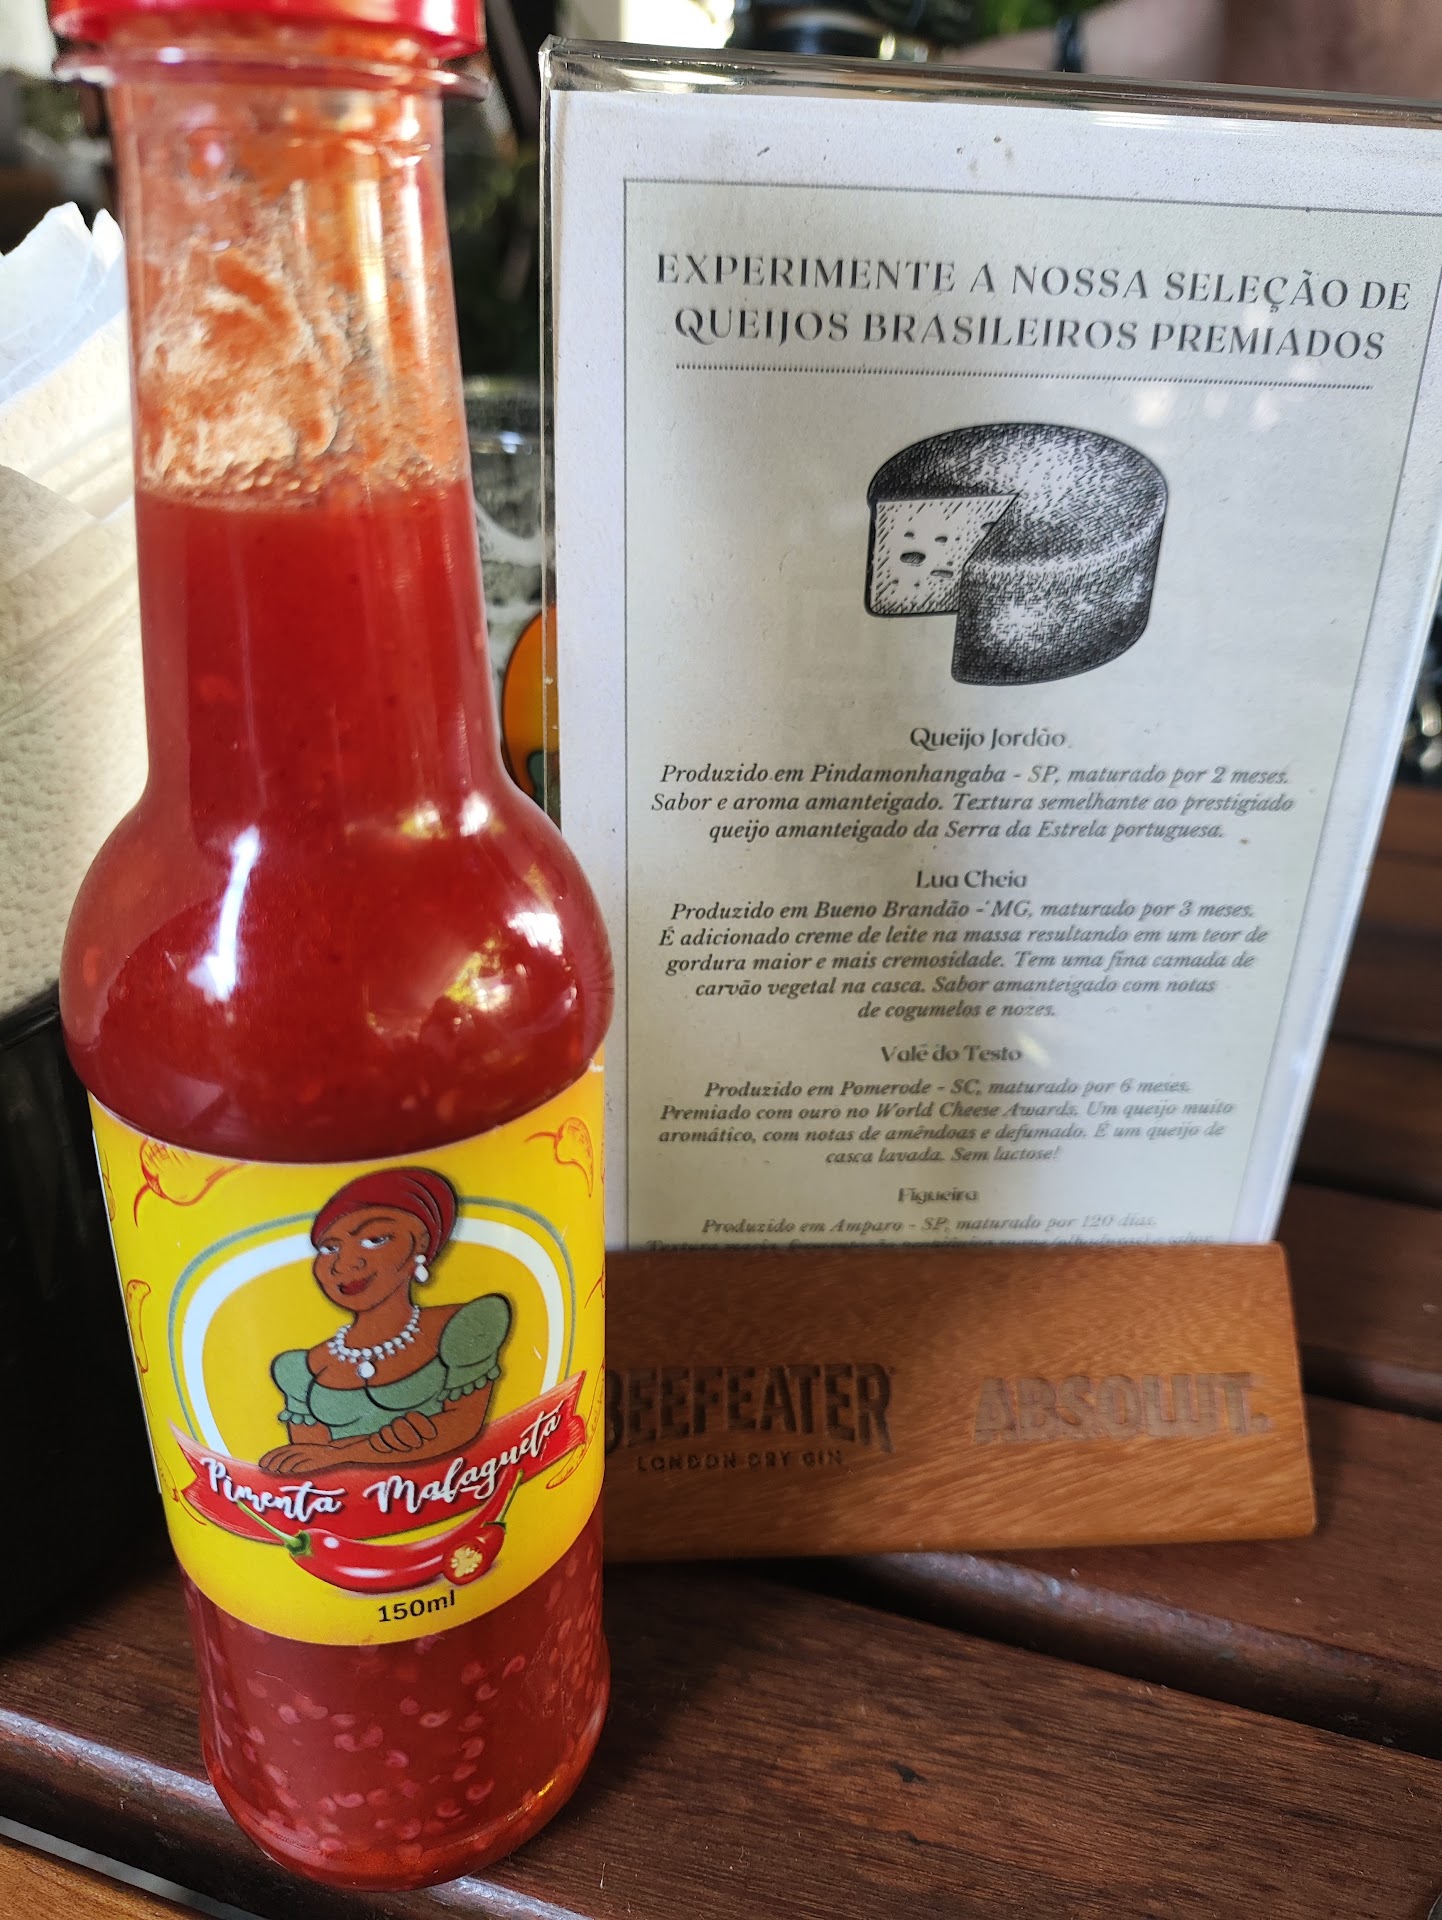 EXPERIMENTE A NOSSA SELEÇÃO DE
QUEIJOS BRASILEIROS PREMIADOS
Queijo Jordão
Produzido em Pindamonhangaba - SP, maturado por 2 meses.
Sabor e aroma amanteigado. Textura semelhante ao prestigiado
queijo amanteigado da Serra da Estrela portuguesa.
Lua Cheia
Produzido em Bueno Brandão - MG, maturado por 3 meses.
É adicionado creme de leite na massa resultando em um teor de
gordura maior e mais cremosidade. Tem uma fina camada de
carvão vegetal na casca. Sabor amanteigado com notas
de cogumelos e nozes.
Vale do Testo
Produzido em Pomerode - SC, maturado por 6 meses.
Premiado com ouro no World Cheese Awards. Um queijo muito
aromático, com notas de amêndoas e defumado. É um queijo de
casca lavada. Sem lactose!
Figueira
Produzido em Amparo - SP, maturado por 120 dias.
BEEFEATER
LONDON DRY GIN
ABSOLUT.
Pimenta Malagueta
150ml